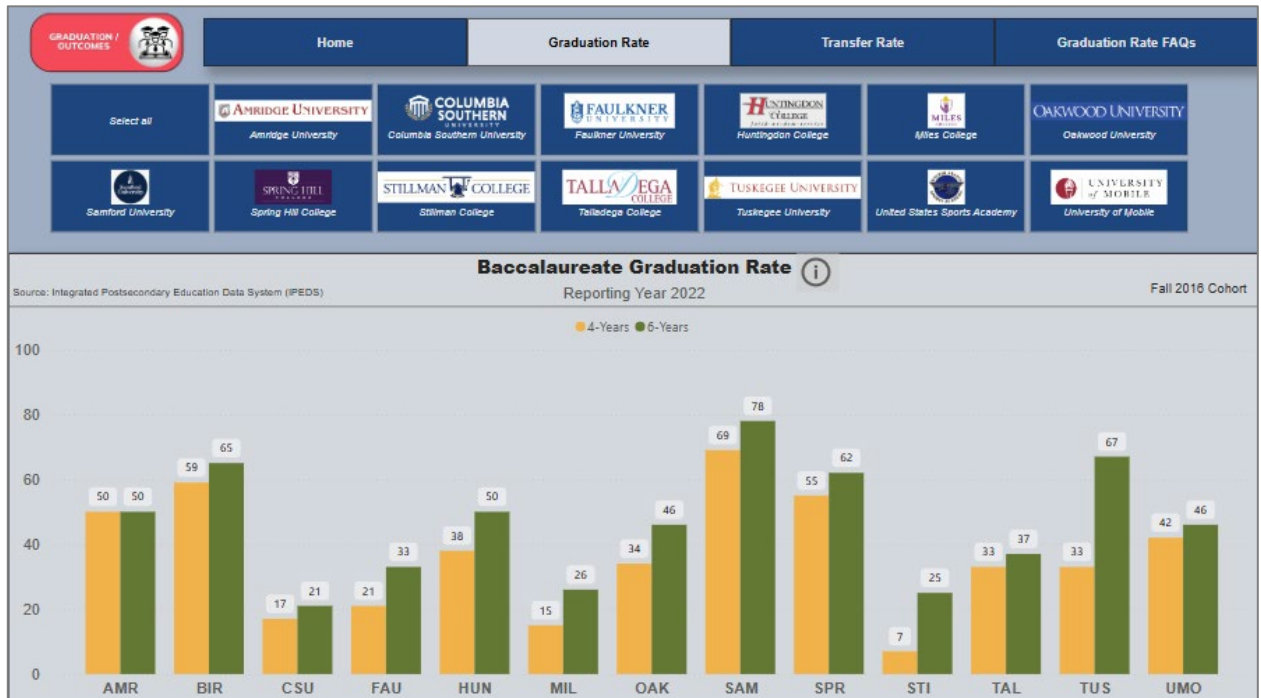 GRADUATION /
OUTCOMES
Home
Graduation Rate
Transfer Rate
Graduation Rate FAQs
Select all
AMRIDGE UNIVERSITY
Amridge University
COLUMBIA
SOUTHERN
UNIVERSITY
Columbia Southern University
FAULKNER
UNIVERSITY
Faulkner University
HUNTINGDON
COLLEGE
Huntingdon College
MILES
Miles College
OAKWOOD UNIVERSITY
Oakwood University
Samford
University
Samford University
SPRING HILL
COLLEGE
Spring Hill College
STILLMAN COLLEGE
Stillman College
TALLADEGA
COLLEGE
Talladega College
TUSKEGEE UNIVERSITY
Tuskegee University
United States Sports Academy
UNIVERSITY
of MOBILE
University of Mobile
Baccalaureate Graduation Rate i
Source: Integrated Postsecondary Education Data System (IPEDS)
Reporting Year 2022
Fall 2016 Cohort
4-Years 6-Years
100
80
60
40
20
0
50 50
59 65
17 21
21 33
38 50
15 26
34 46
69 78
55 62
7 25
33 37
33 67
42 46
AMR BIR CSU FAU HUN MIL OAK SAM SPR STI TAL TUS UMO